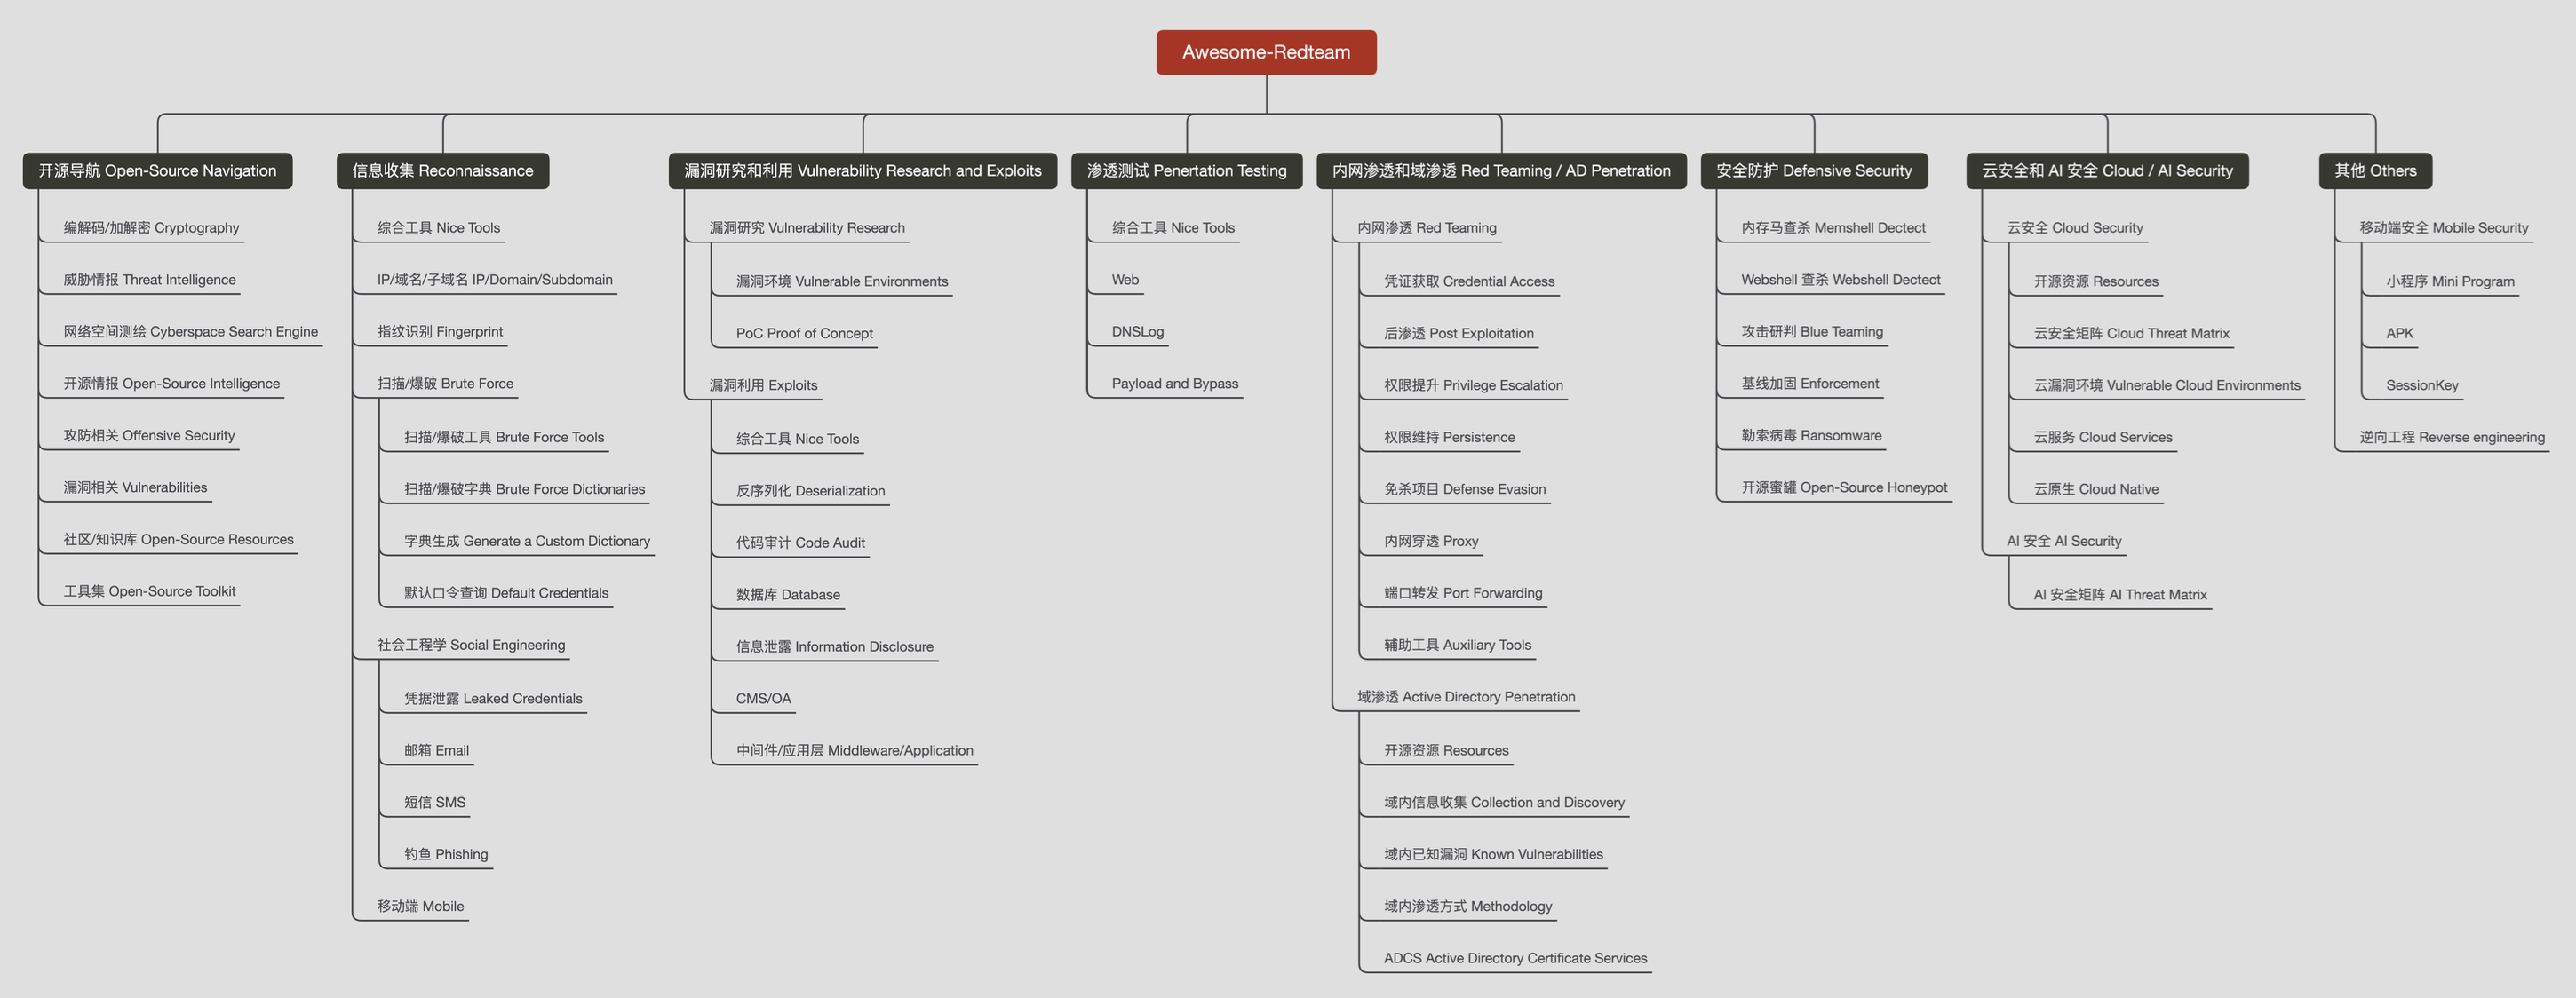 Awesome-Redteam
开源导航 Open-Source Navigation
编解码/加解密 Cryptography
威胁情报 Threat Intelligence
网络空间测绘 Cyberspace Search Engine
开源情报 Open-Source Intelligence
攻防相关 Offensive Security
漏洞相关 Vulnerabilities
社区/知识库 Open-Source Resources
工具集 Open-Source Toolkit
信息收集 Reconnaissance
综合工具 Nice Tools
IP/域名/子域名 IP/Domain/Subdomain
指纹识别 Fingerprint
扫描/爆破 Brute Force
扫描/爆破工具 Brute Force Tools
扫描/爆破字典 Brute Force Dictionaries
字典生成 Generate a Custom Dictionary
默认口令查询 Default Credentials
社会工程学 Social Engineering
凭据泄露 Leaked Credentials
邮箱 Email
短信 SMS
钓鱼 Phishing
移动端 Mobile
漏洞研究和利用 Vulnerability Research and Exploits
漏洞研究 Vulnerability Research
漏洞环境 Vulnerable Environments
PoC Proof of Concept
漏洞利用 Exploits
综合工具 Nice Tools
反序列化 Deserialization
代码审计 Code Audit
数据库 Database
信息泄露 Information Disclosure
CMS/OA
中间件/应用层 Middleware/Application
渗透测试 Penertation Testing
综合工具 Nice Tools
Web
DNSLog
Payload and Bypass
内网渗透和域渗透 Red Teaming / AD Penetration
内网渗透 Red Teaming
凭证获取 Credential Access
后渗透 Post Exploitation
权限提升 Privilege Escalation
权限维持 Persistence
免杀项目 Defense Evasion
内网穿透 Proxy
端口转发 Port Forwarding
辅助工具 Auxiliary Tools
域渗透 Active Directory Penetration
开源资源 Resources
域内信息收集 Collection and Discovery
域内已知漏洞 Known Vulnerabilities
域内渗透方式 Methodology
ADCS Active Directory Certificate Services
安全防护 Defensive Security
内存马查杀 Memshell Dectect
Webshell 查杀 Webshell Dectect
攻击研判 Blue Teaming
基线加固 Enforcement
勒索病毒 Ransomware
开源蜜罐 Open-Source Honeypot
云安全和 AI 安全 Cloud / AI Security
云安全 Cloud Security
开源资源 Resources
云安全矩阵 Cloud Threat Matrix
云漏洞环境 Vulnerable Cloud Environments
云服务 Cloud Services
云原生 Cloud Native
AI 安全 AI Security
AI 安全矩阵 AI Threat Matrix
其他 Others
移动端安全 Mobile Security
小程序 Mini Program
APK
SessionKey
逆向工程 Reverse engineering